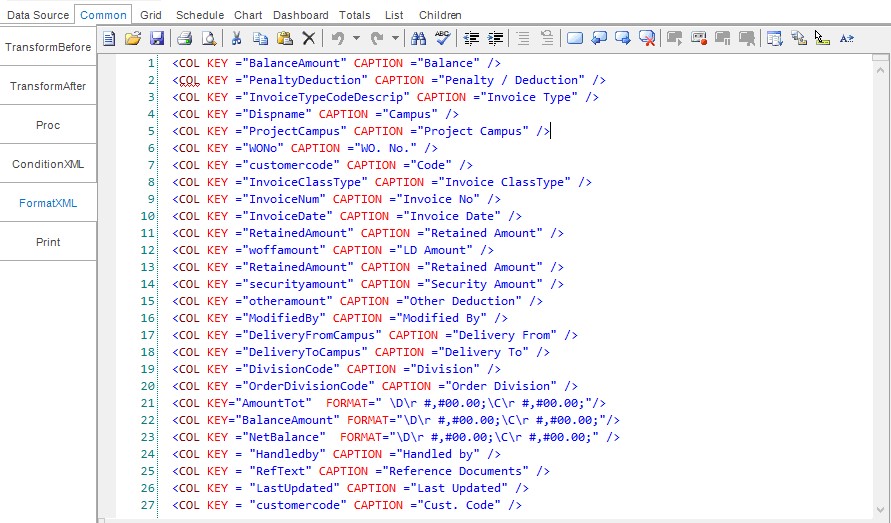 Data Source Common Grid Schedule Chart Dashboard Totals List Children
TransformBefore
TransformAfter
Proc
ConditionXML
FormatXML
Print
ABC
A
1 <COL KEY ="BalanceAmount" CAPTION ="Balance" />
2 <COL KEY ="PenaltyDeduction" CAPTION ="Penalty / Deduction" />
3 <COL KEY ="InvoiceTypeCodeDescrip" CAPTION ="Invoice Type" />
4 <COL KEY ="Dispname" CAPTION ="Campus" />
5 <COL KEY ="ProjectCampus" CAPTION ="Project Campus" />
6 <COL KEY ="WONo" CAPTION ="WO. No." />
7 <COL KEY ="customercode" CAPTION ="Code" />
8 <COL KEY ="InvoiceClassType" CAPTION ="Invoice ClassType" />
9 <COL KEY ="InvoiceNum" CAPTION ="Invoice No" />
10 <COL KEY ="InvoiceDate" CAPTION ="Invoice Date" />
11 <COL KEY ="RetainedAmount" CAPTION ="Retained Amount" />
12 <COL KEY ="woffamount" CAPTION ="LD Amount" />
13 <COL KEY ="RetainedAmount" CAPTION ="Retained Amount" />
14 <COL KEY ="securityamount" CAPTION ="Security Amount" />
15 <COL KEY ="otheramount" CAPTION ="Other Deduction" />
16 <COL KEY ="ModifiedBy" CAPTION ="Modified By" />
17 <COL KEY ="DeliveryFromCampus" CAPTION ="Delivery From" />
18 <COL KEY ="DeliveryToCampus" CAPTION ="Delivery To" />
19 <COL KEY ="DivisionCode" CAPTION ="Division" />
20 <COL KEY ="OrderDivisionCode" CAPTION ="Order Division" />
21 <COL KEY="AmountTot"  FORMAT=" \D\r #,#00.00;\C\r #,#00.00;"/>
22 <COL KEY="BalanceAmount" FORMAT="\D\r #,#00.00;\C\r #,#00.00;"/>
23 <COL KEY ="NetBalance"  FORMAT="\D\r #,#00.00;\C\r #,#00.00;" />
24 <COL KEY = "Handledby" CAPTION ="Handled by" />
25 <COL KEY = "RefText" CAPTION ="Reference Documents" />
26 <COL KEY = "LastUpdated" CAPTION ="Last Updated" />
27 <COL KEY = "customercode" CAPTION ="Cust. Code" />